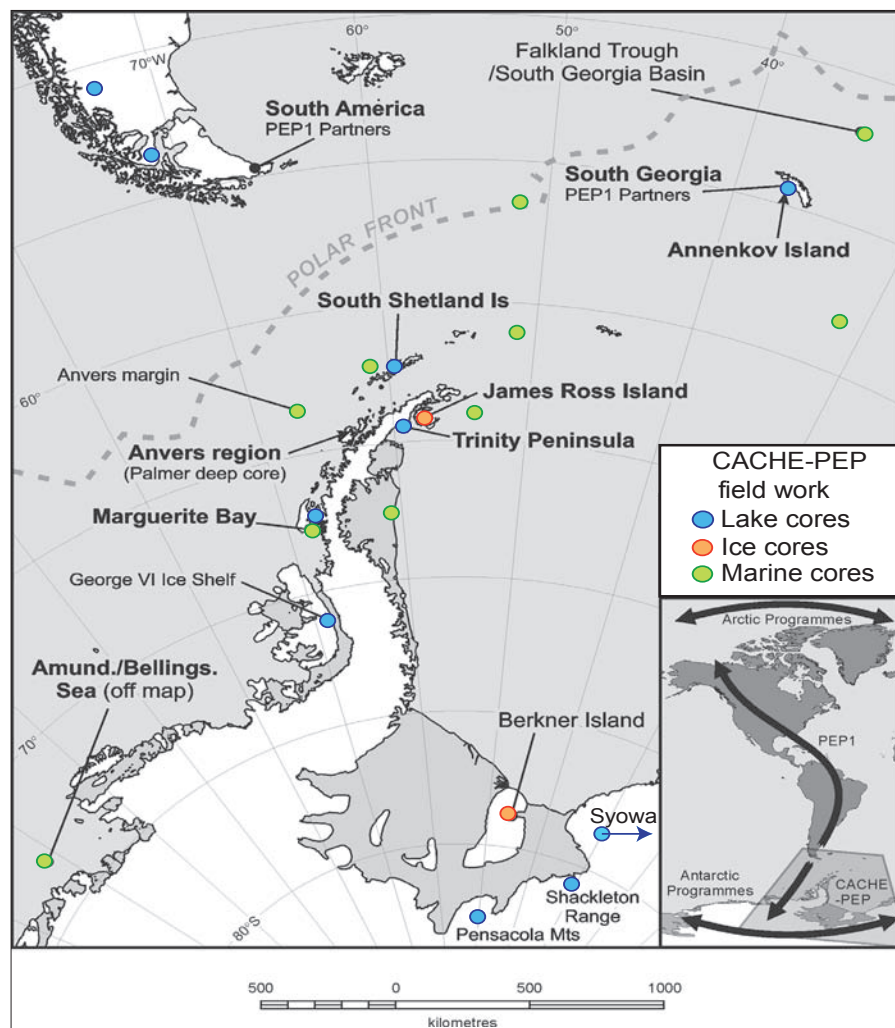 50°
60°
40°
70°W
Falkland Trough
/South Georgia Basin
South America
PEP1 Partners
South Georgia
PEP1 Partners
POLAR FRONT
Annenkov Island
South Shetland Is
Anvers margin
60°
James Ross Island
Anvers region
(Palmer deep core)
Trinity Peninsula
Marguerite Bay
George VI Ice Shelf
Amund./Bellings.
Sea (off map)
70°
Berkner Island
Syowa
Shackleton
Range
Pensacola Mts
80°S
CACHE-PEP
field work
Lake cores
Ice cores
Marine cores
Arctic Programmes
PEP1
Antarctic
Programmes
CACHE
-PEP
500 0 500 1000
kilometres